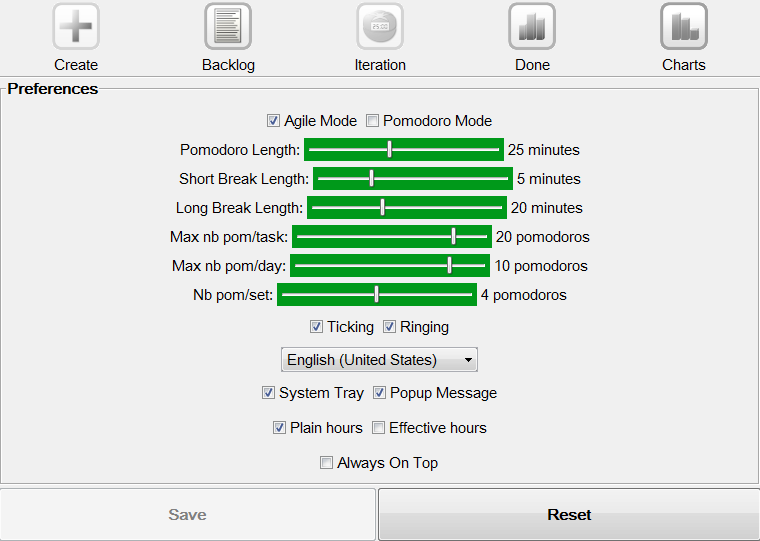 Create Backlog Iteration Done Charts
Preferences
Agile Mode Pomodoro Mode
Pomodoro Length: 25 minutes
Short Break Length: 5 minutes
Long Break Length: 20 minutes
Max nb pom/task: 20 pomodoros
Max nb pom/day: 10 pomodoros
Nb pom/set: 4 pomodoros
Ticking Ringing
English (United States)
System Tray Popup Message
Plain hours Effective hours
Always On Top
Save Reset